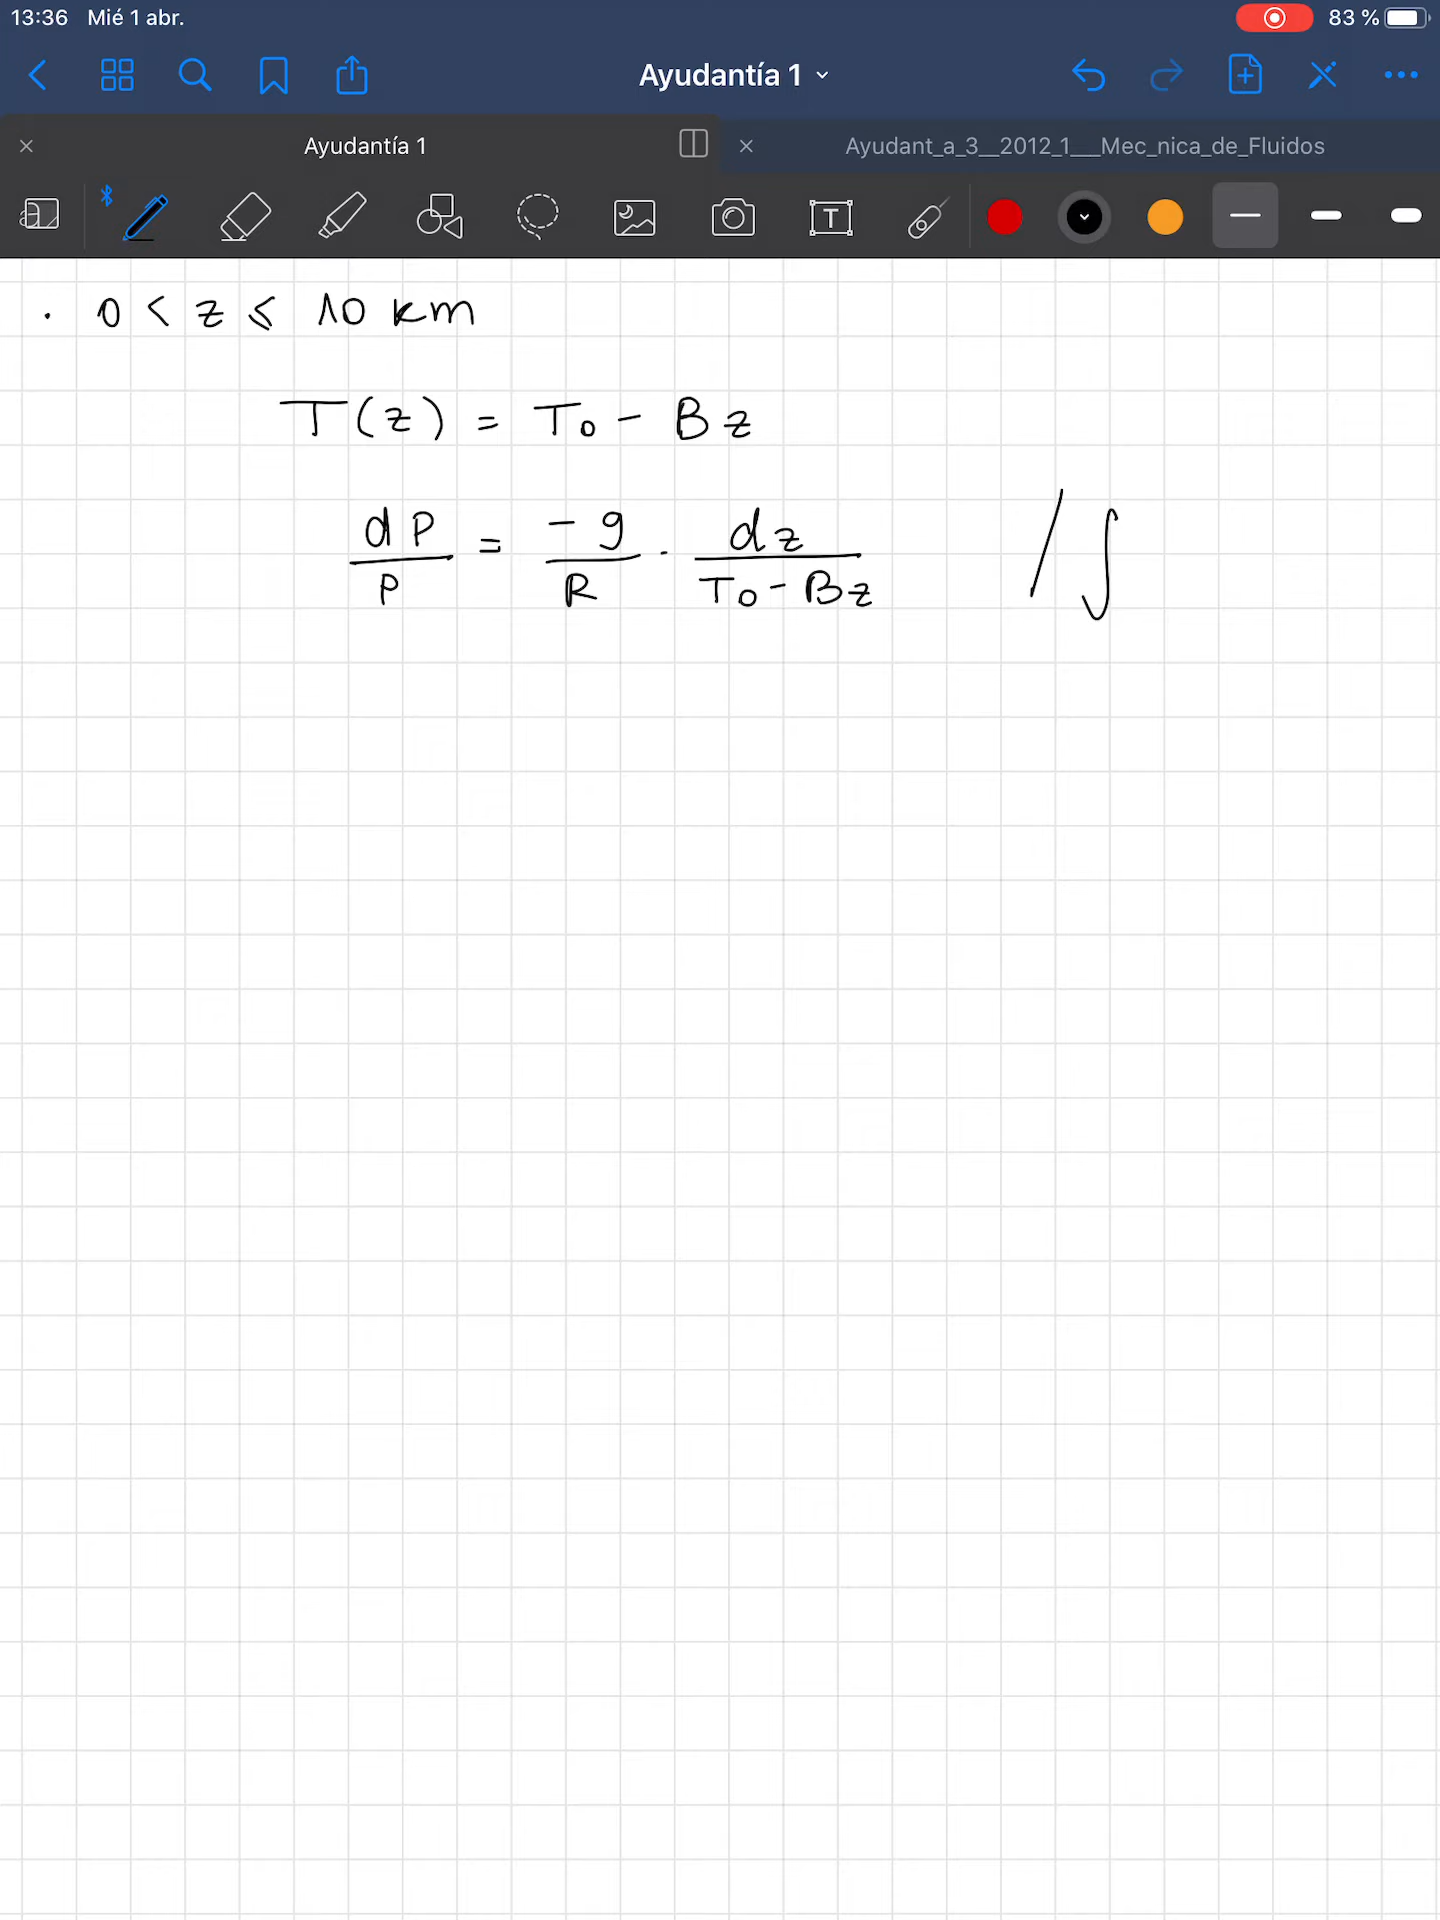 13:36 Mié 1 abr. 83 %
Ayudantía 1
Ayudantía 1 Ayudant_a_3__2012_1___Mec_nica_de_Fluidos
. 0 < z ≤ 10 km
T(z) = T₀ - Bz
dP/P = -g/R · dz/(T₀ - Bz) / ∫